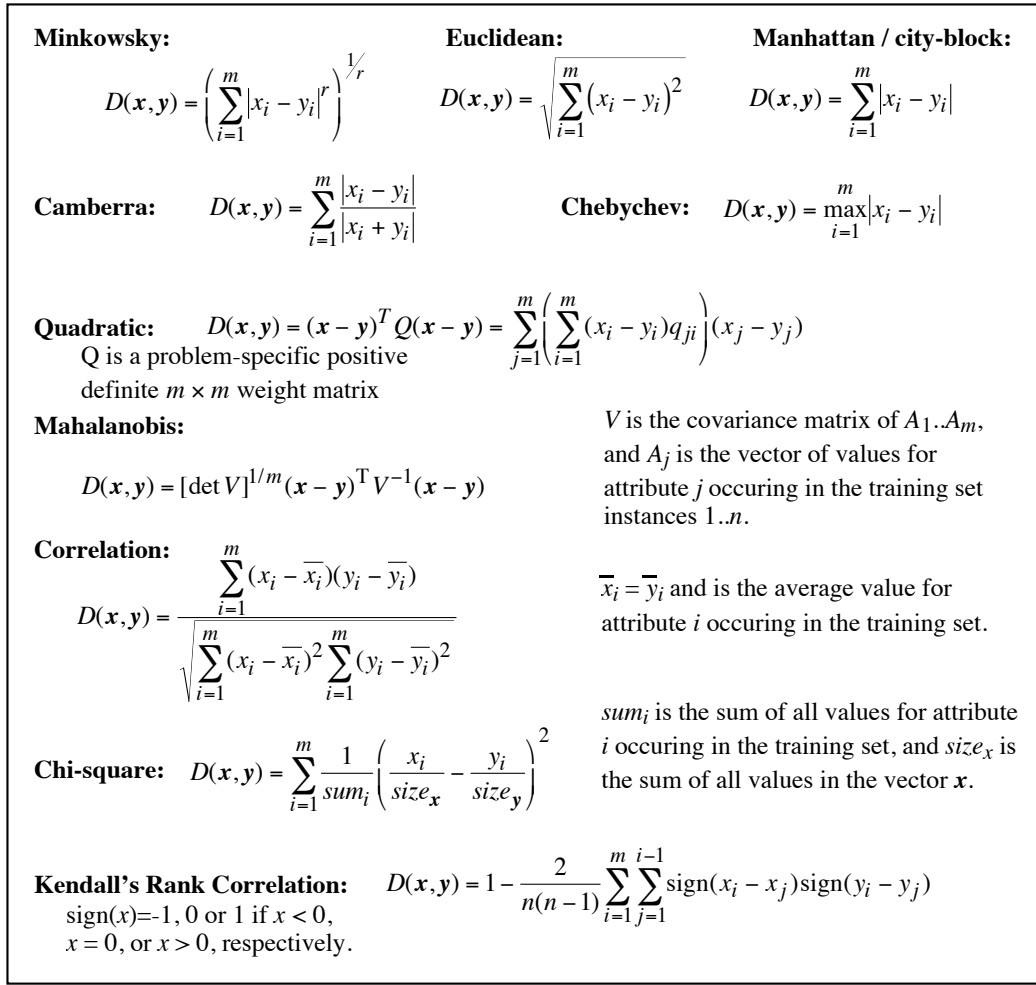 Minkowsky: Euclidean: Manhattan / city-block:
D(x,y) = (∑_{i=1}^{m} |x_i − y_i|^r)^{1/r} D(x,y) = √(∑_{i=1}^{m} (x_i − y_i)^2) D(x,y) = ∑_{i=1}^{m} |x_i − y_i|
Camberra: D(x,y) = ∑_{i=1}^{m} |x_i − y_i| / |x_i + y_i| Chebychev: D(x,y) = max_{i=1}^{m} |x_i − y_i|
Quadratic: D(x,y) = (x − y)^T Q(x − y) = ∑_{j=1}^{m} (∑_{i=1}^{m} (x_i − y_i)q_{ji}) (x_j − y_j)
Q is a problem-specific positive
definite m × m weight matrix
Mahalanobis:
D(x,y) = [det V]^{1/m} (x − y)^T V^{−1} (x − y)
V is the covariance matrix of A_1..A_m,
and A_j is the vector of values for
attribute j occuring in the training set
instances 1..n.
Correlation:
D(x,y) = ∑_{i=1}^{m} (x_i − x̅_i)(y_i − y̅_i) / √(∑_{i=1}^{m} (x_i − x̅_i)^2 ∑_{i=1}^{m} (y_i − y̅_i)^2)
x̅_i = y̅_i and is the average value for
attribute i occuring in the training set.
Chi-square: D(x,y) = ∑_{i=1}^{m} 1/sum_i (x_i/size_x − y_i/size_y)^2
sum_i is the sum of all values for attribute
i occuring in the training set, and size_x is
the sum of all values in the vector x.
Kendall's Rank Correlation: D(x,y) = 1 − 2/(n(n − 1)) ∑_{i=1}^{m} ∑_{j=1}^{i−1} sign(x_i − x_j)sign(y_i − y_j)
sign(x)=-1, 0 or 1 if x < 0,
x = 0, or x > 0, respectively.